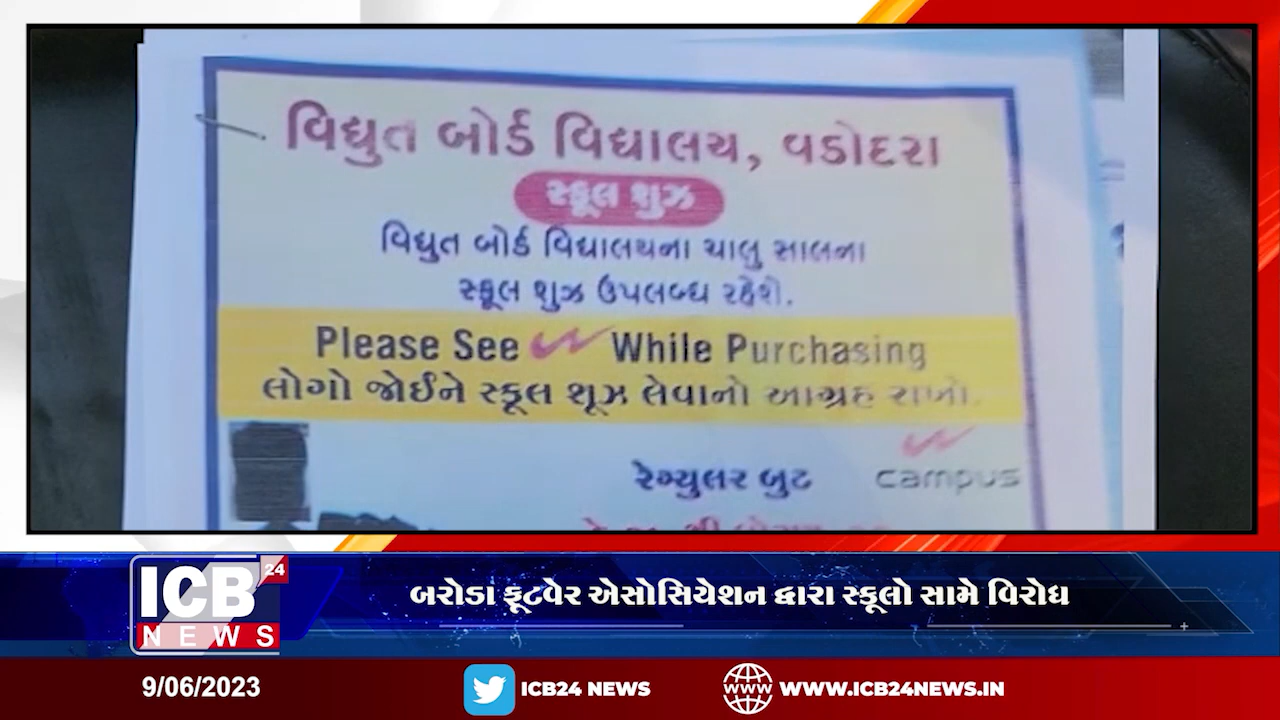 વિદ્યુત બોર્ડ વિદ્યાલય, વડોદરા
સ્કૂલ શુઝ
વિદ્યુત બોર્ડ વિદ્યાલયના ચાલુ સાલના
સ્કૂલ શુઝ ઉપલબ્ધ રહેશે.
Please See While Purchasing
લોગો જોઈને સ્કૂલ શૂઝ લેવાનો આગ્રહ રાખો.
રેગ્યુલર બુટ campus
ICB 24
NEWS
બરોડા ફૂટવેર એસોસિયેશન દ્વારા સ્કૂલો સામે વિરોધ
9/06/2023 ICB24 NEWS WWW.ICB24NEWS.IN